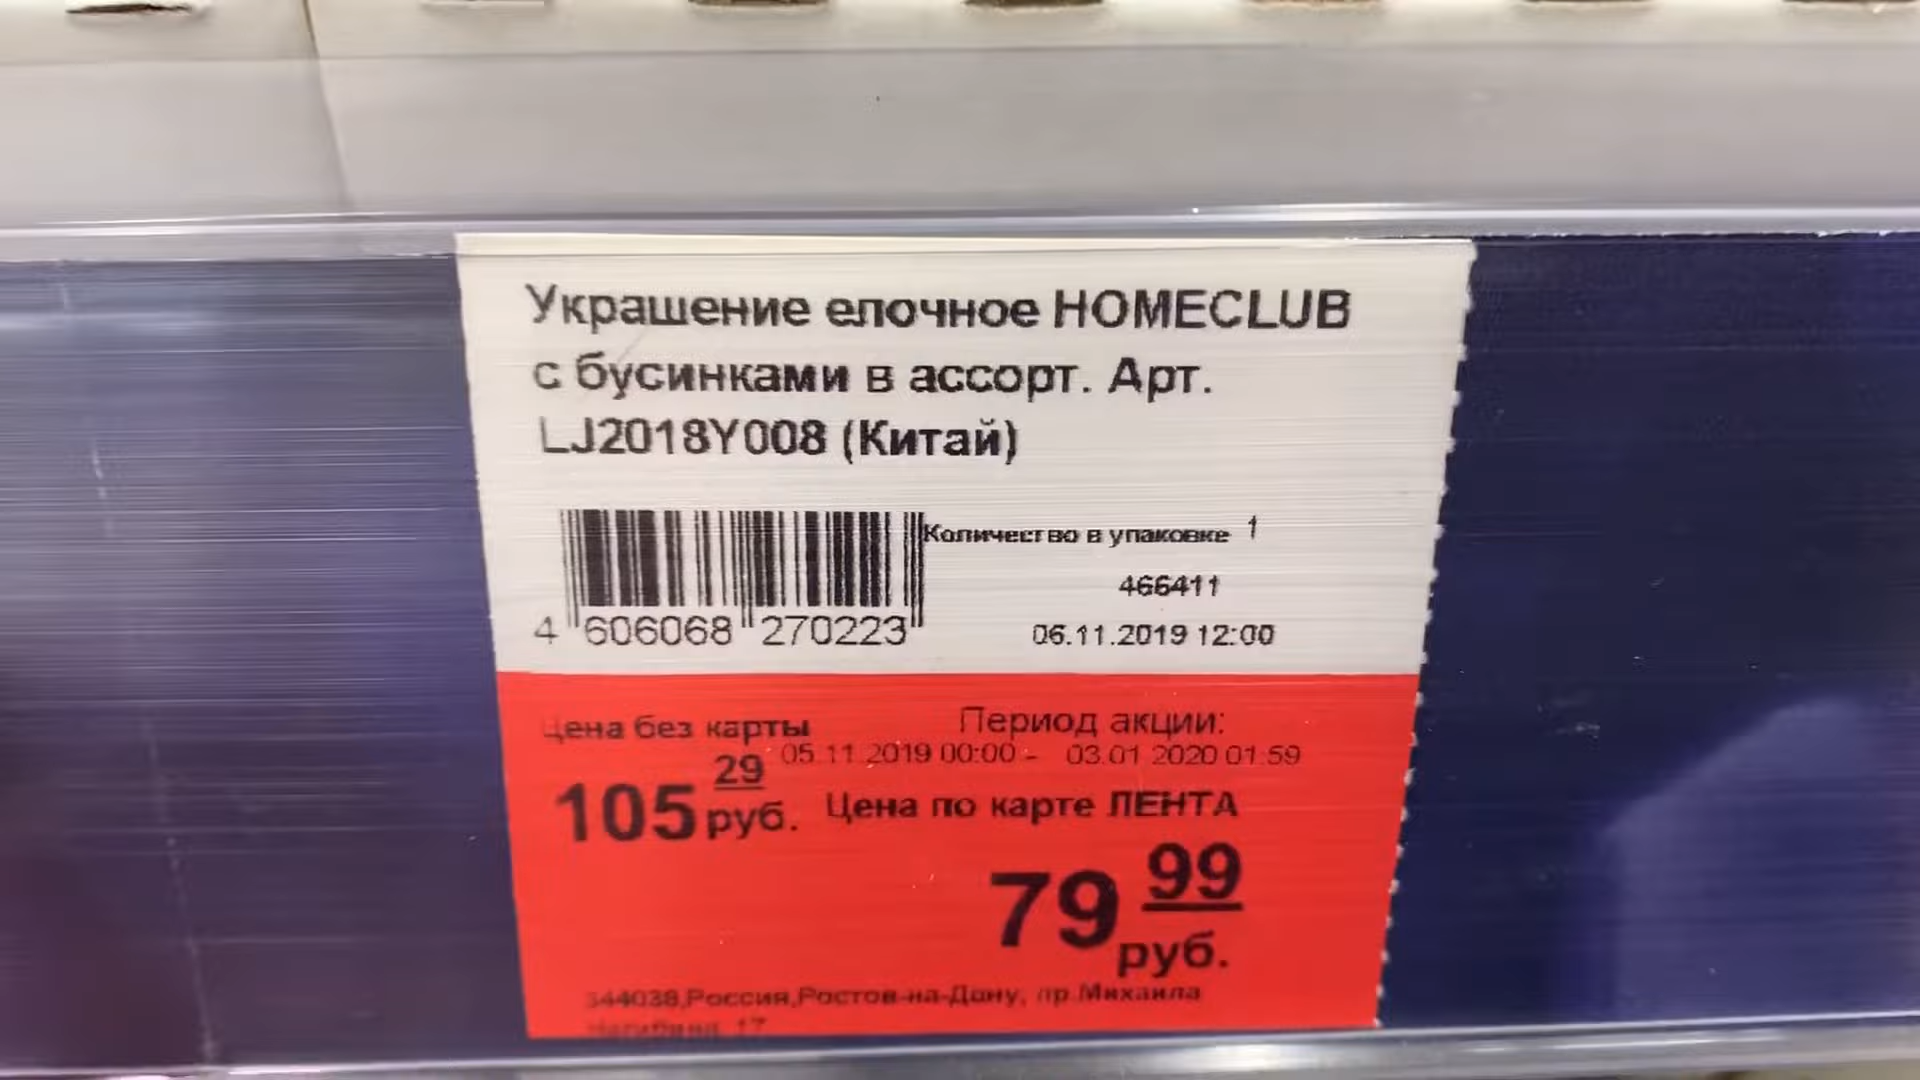 Украшение елочное HOMECLUB
с бусинками в ассорт. Арт.
LJ2018Y008 (Китай)
Количество в упаковке 1
466411
4 606068 270223
06.11.2019 12:00
Цена без карты
Период акции:
05.11.2019 00:00 - 03.01.2020 01:59
105 29 руб.
Цена по карте ЛЕНТА
79 99 руб.
344038,Россия,Ростов-на-Дону, пр.Михаила
Нагибина, 17